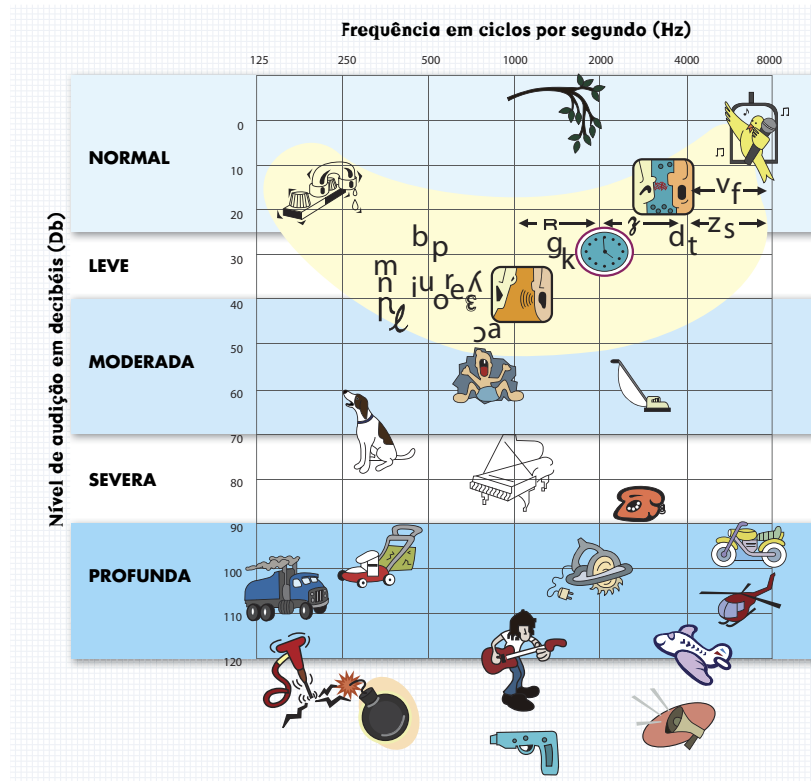 Frequência em ciclos por segundo (Hz)
125 250 500 1000 2000 4000 8000
Nível de audição em decibéis (Db)
0
NORMAL
10
20
v f
R z s
b p g k d t
30
LEVE
m
n i u r e ʎ
40
o ɛ
ɲ ℓ
ɔ a
50
MODERADA
60
70
SEVERA
80
90
PROFUNDA
100
110
120